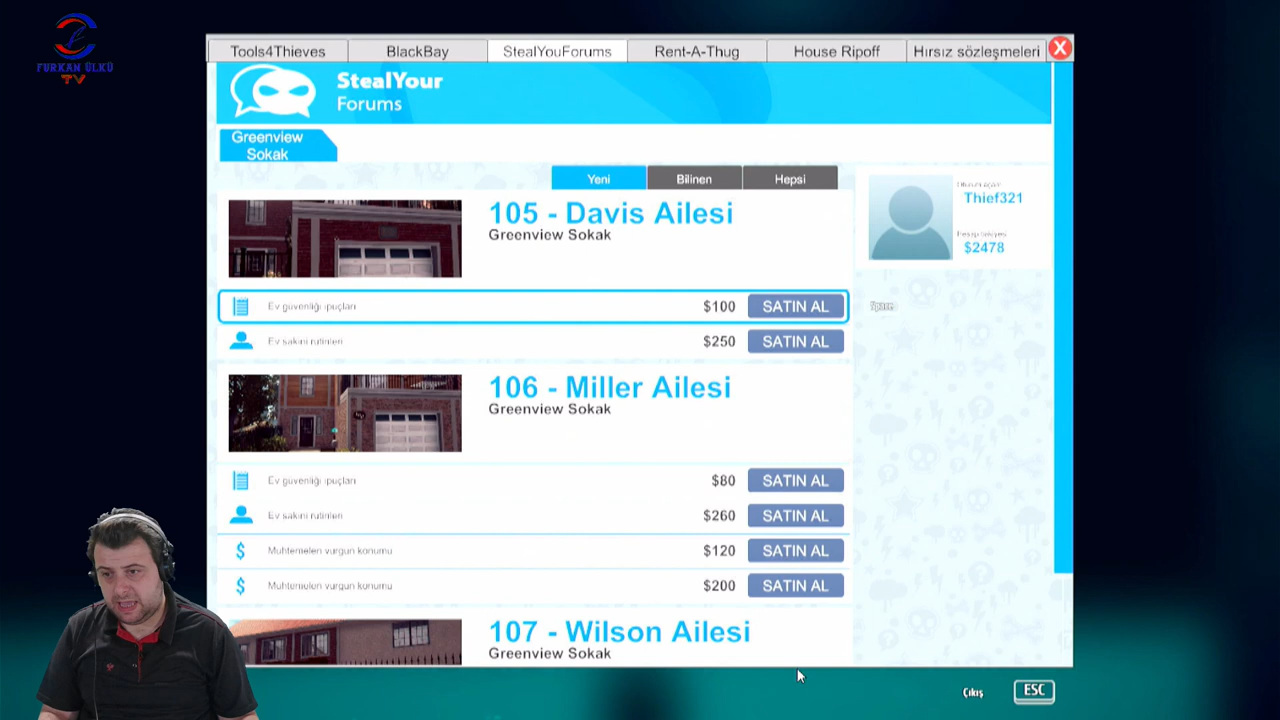 FURKAN ÜLKÜ
TV
Tools4Thieves
BlackBay
StealYouForums
Rent-A-Thug
House Ripoff
Hırsız sözleşmeleri
X
StealYour
Forums
Greenview
Sokak
Yeni
Bilinen
Hepsi
Thief321
$2478
105 - Davis Ailesi
Greenview Sokak
Ev güvenliği ipuçları
$100
SATIN AL
Space
Ev sakini rutinleri
$250
SATIN AL
106 - Miller Ailesi
Greenview Sokak
Ev güvenliği ipuçları
$80
SATIN AL
Ev sakini rutinleri
$260
SATIN AL
Muhtemelen vurgun konumu
$120
SATIN AL
Muhtemelen vurgun konumu
$200
SATIN AL
107 - Wilson Ailesi
Greenview Sokak
Çıkış
ESC